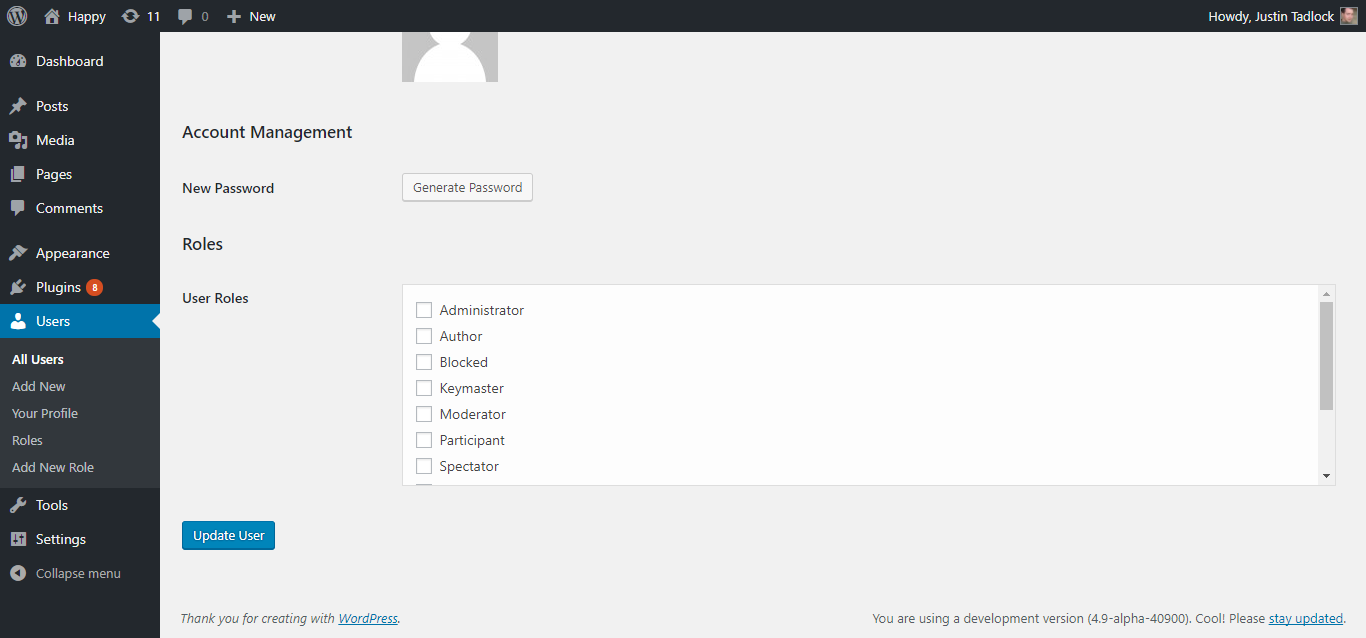 Happy 11 0 New Howdy, Justin Tadlock
Dashboard
Posts
Media
Pages
Comments
Appearance
Plugins 8
Users
All Users
Add New
Your Profile
Roles
Add New Role
Tools
Settings
Collapse menu
Account Management
New Password Generate Password
Roles
User Roles
Administrator
Author
Blocked
Keymaster
Moderator
Participant
Spectator
Update User
Thank you for creating with WordPress.
You are using a development version (4.9-alpha-40900). Cool! Please stay updated.